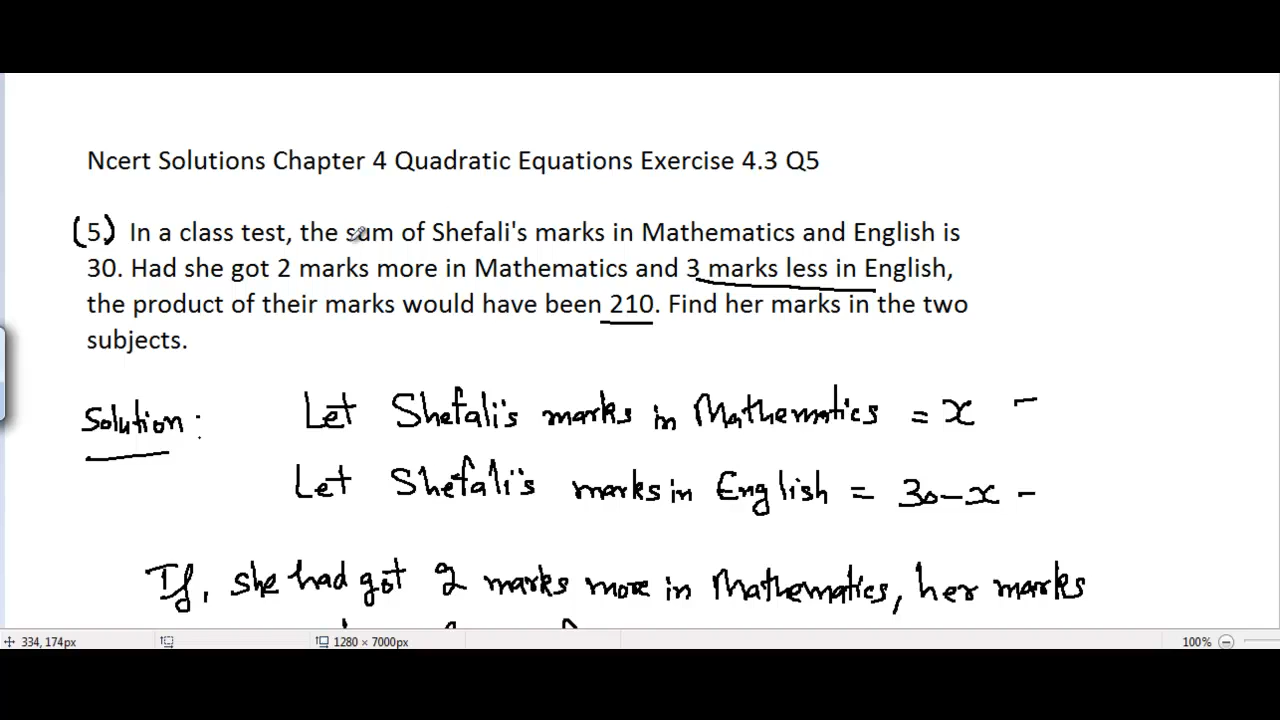 Ncert Solutions Chapter 4 Quadratic Equations Exercise 4.3 Q5
(5.) In a class test, the sum of Shefali's marks in Mathematics and English is
30. Had she got 2 marks more in Mathematics and 3 marks less in English,
the product of their marks would have been 210. Find her marks in the two
subjects.
Solution: Let Shefali's marks in Mathematics = x -
Let Shefali's marks in English = 30-x -
If, she had got 2 marks more in Mathematics, her marks
334, 174px 1280 × 7000px 100%